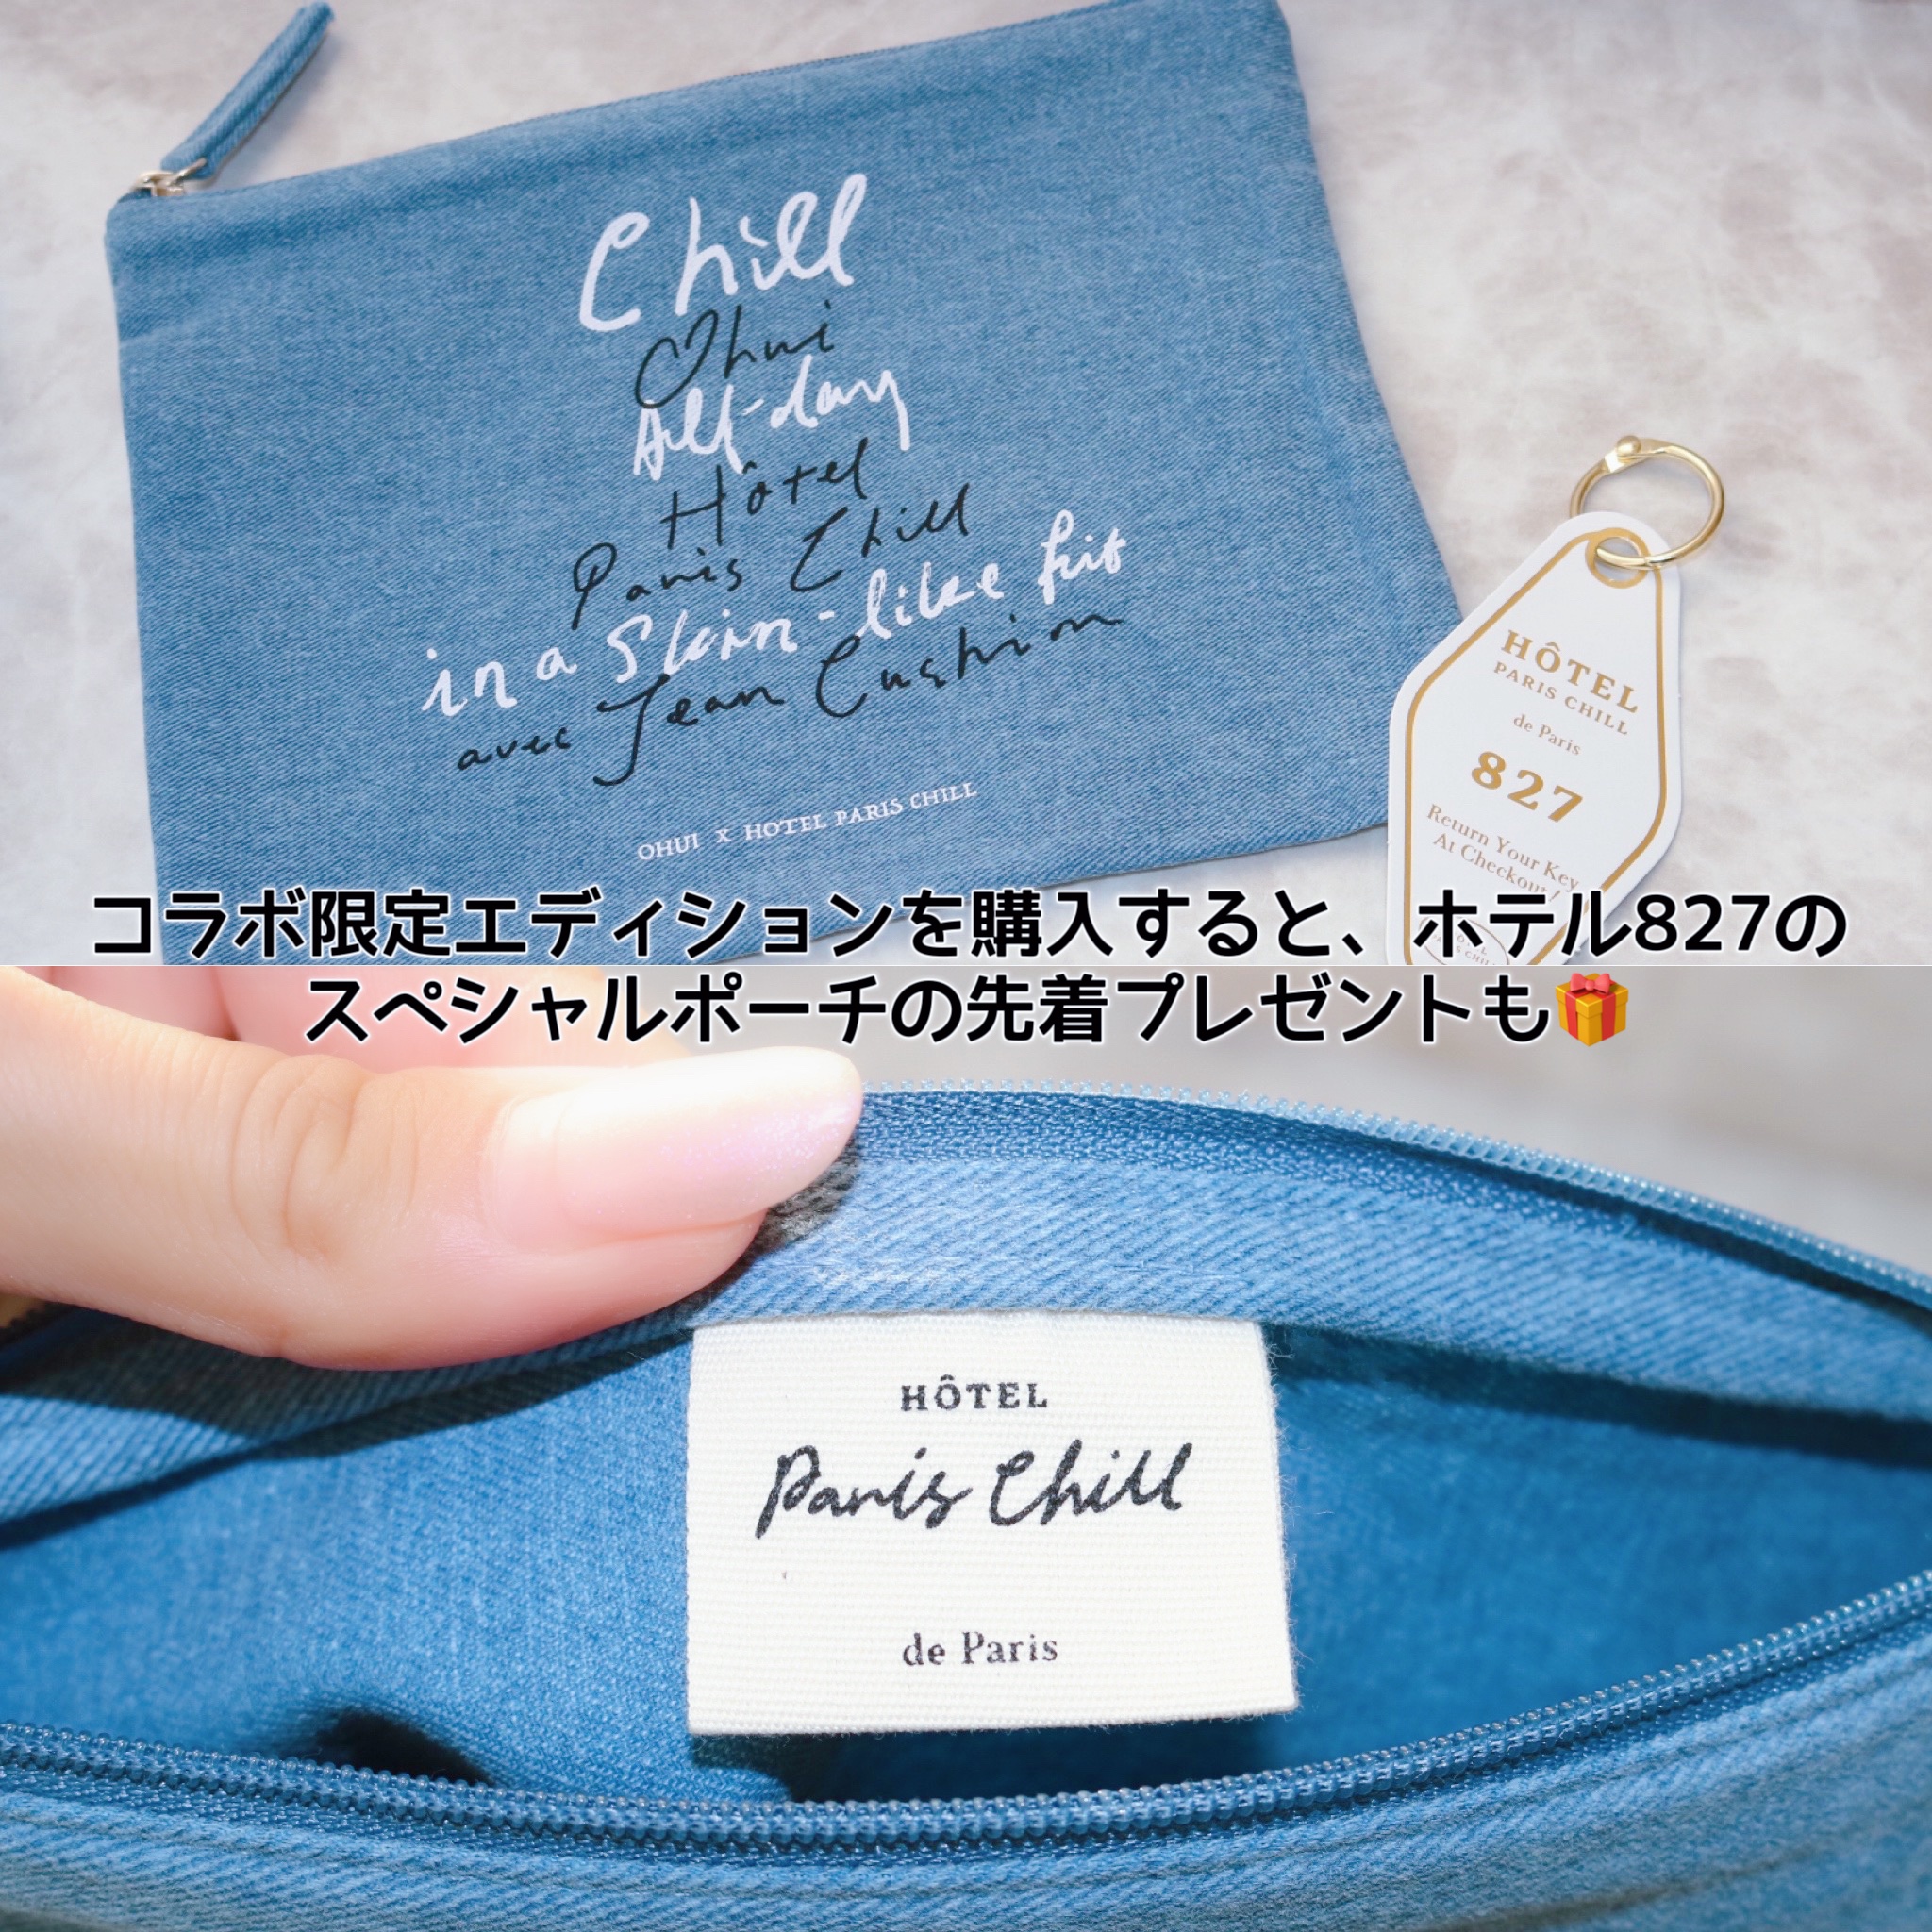 Chill
Ohui
All-day
Hôtel
Paris Chill
in a Skin-like fit
avec Jean Cushion
OHUI X HOTEL PARIS CHILL
HÔTEL
PARIS CHILL
de Paris
827
Return Your Key
At Checkout
コラボ限定エディションを購入すると、ホテル827の
スペシャルポーチの先着プレゼントも🎁
HÔTEL
Paris Chill
de Paris